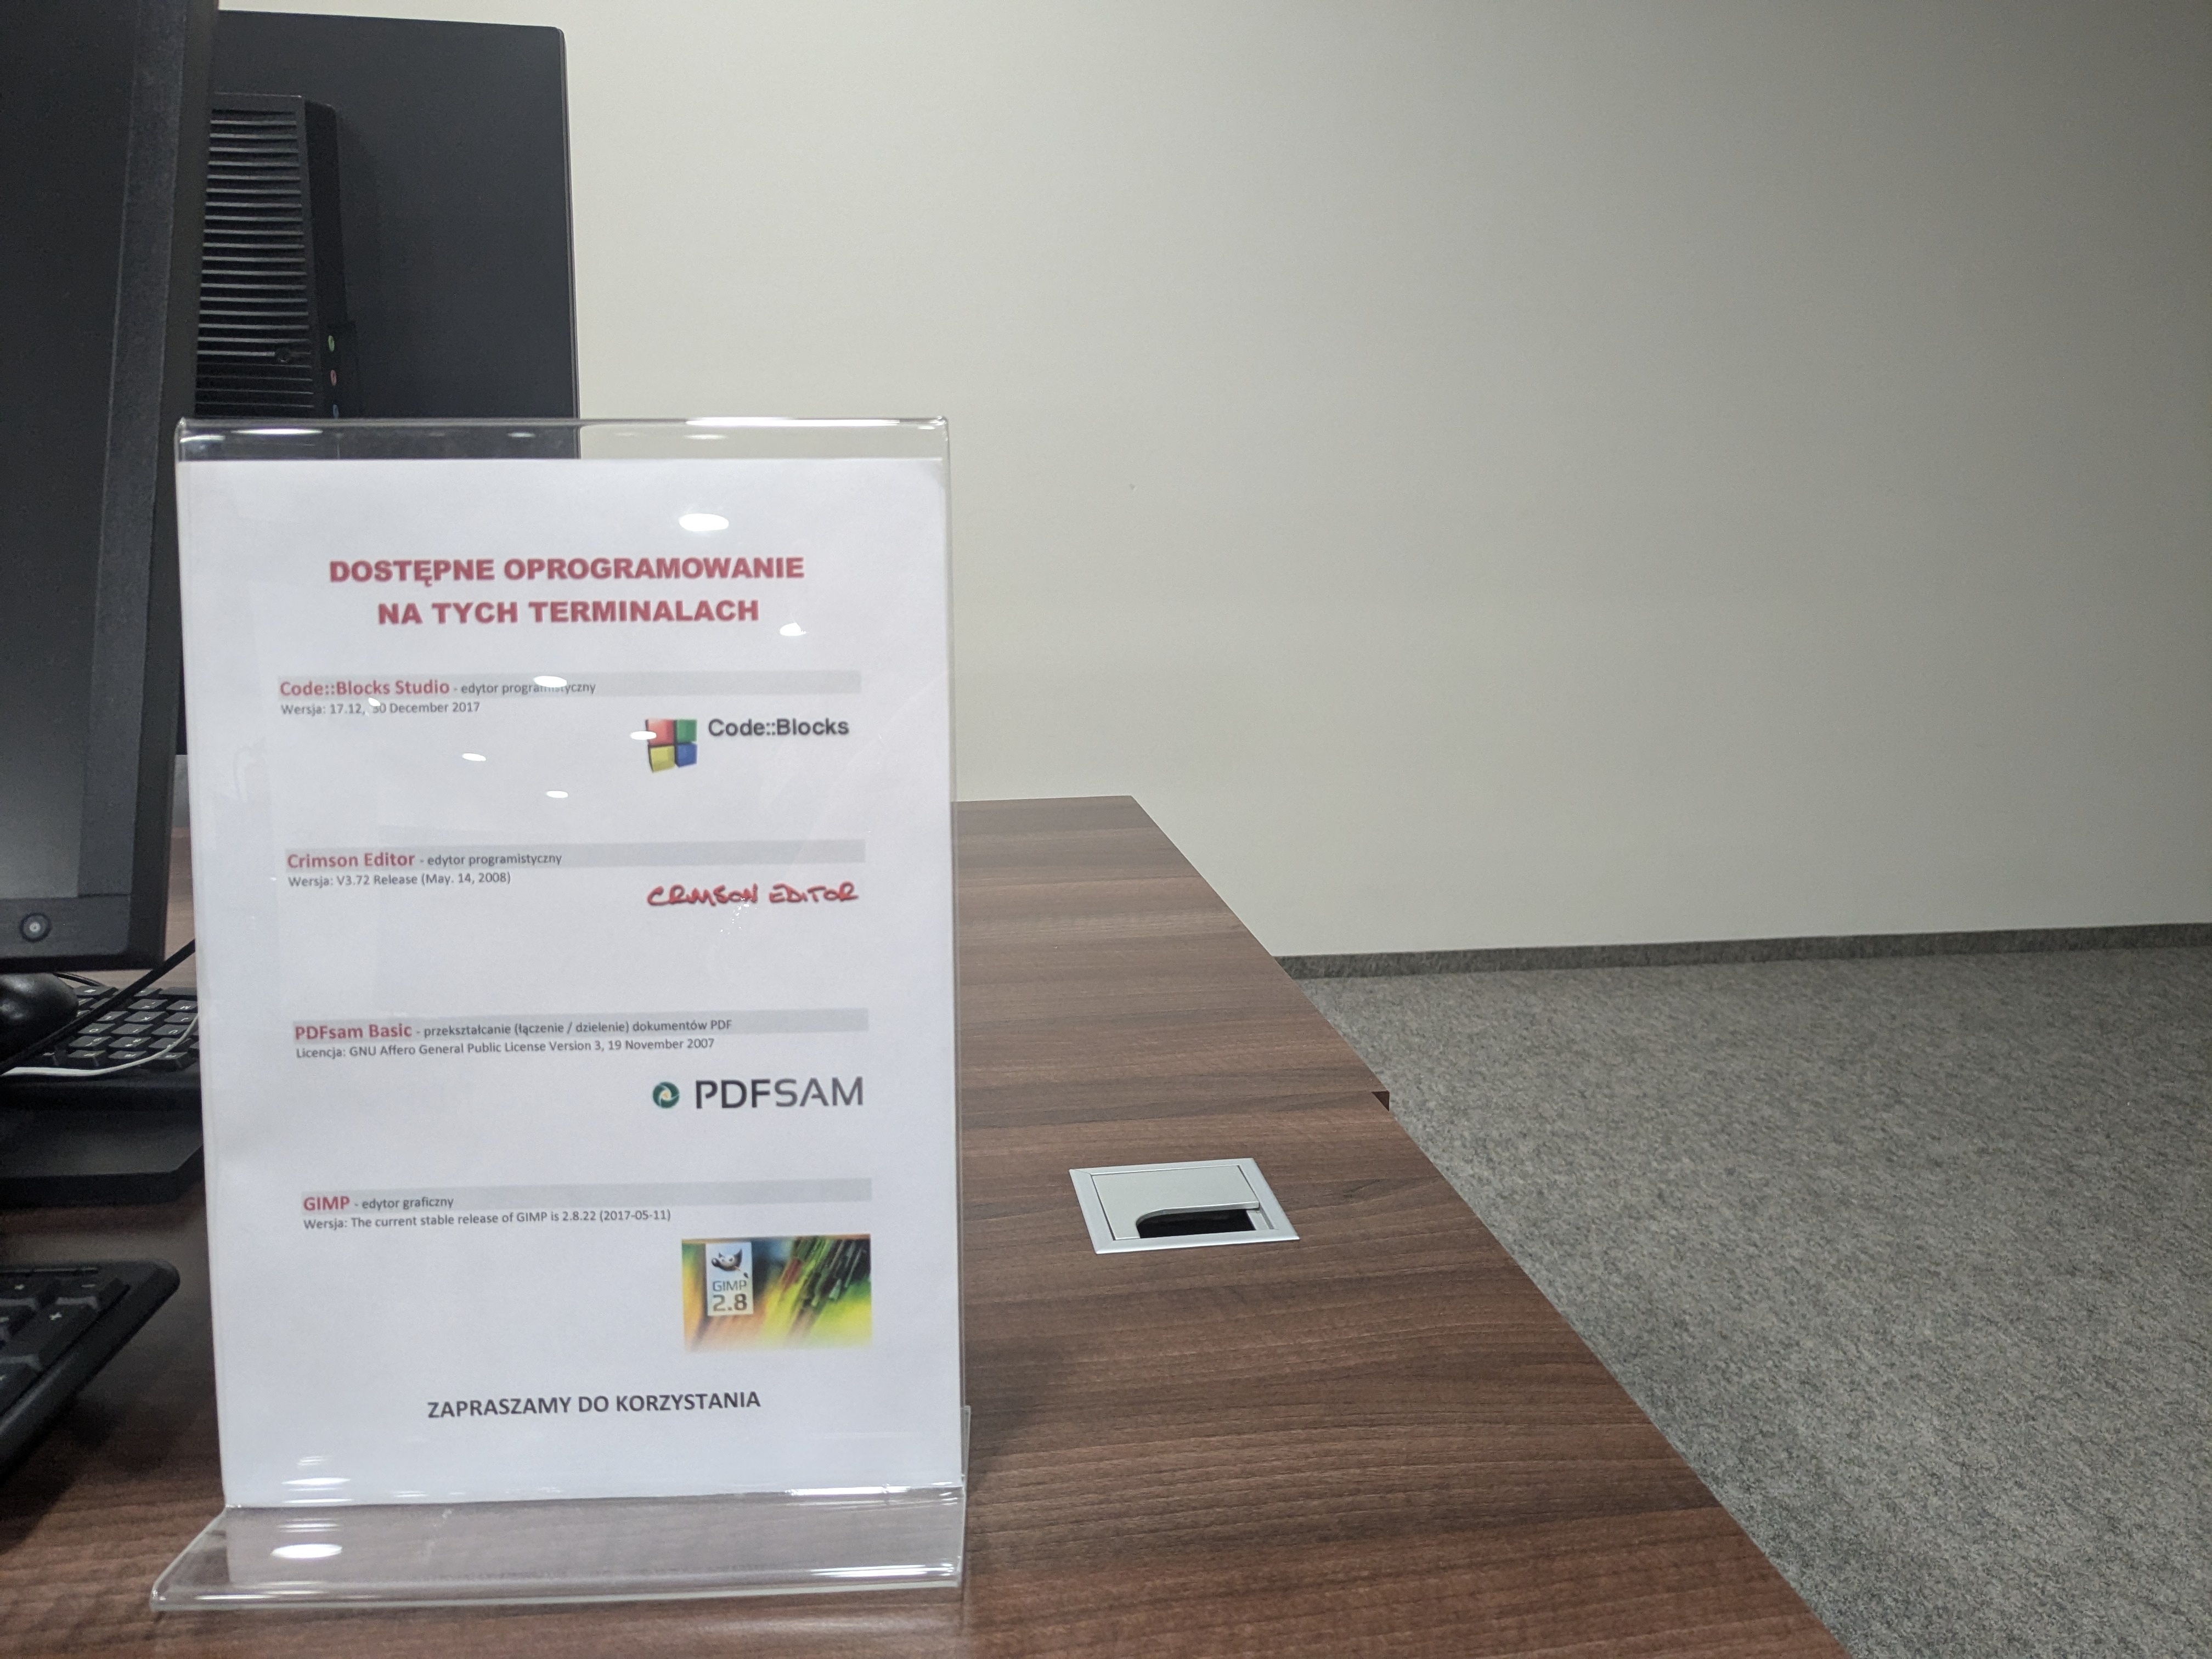 DOSTĘPNE OPROGRAMOWANIE
NA TYCH TERMINALACH
Code::Blocks Studio - edytor programistyczny
Wersja: 17.12, 30 December 2017
Code::Blocks
Crimson Editor - edytor programistyczny
Wersja: V3.72 Release (May. 14, 2008)
CRIMSON EDITOR
PDFsam Basic - przekształcanie (łączenie / dzielenie) dokumentów PDF
Licencja: GNU Affero General Public License Version 3, 19 November 2007
PDFSAM
GIMP - edytor graficzny
Wersja: The current stable release of GIMP is 2.8.22 (2017-05-11)
GIMP
2.8
ZAPRASZAMY DO KORZYSTANIA